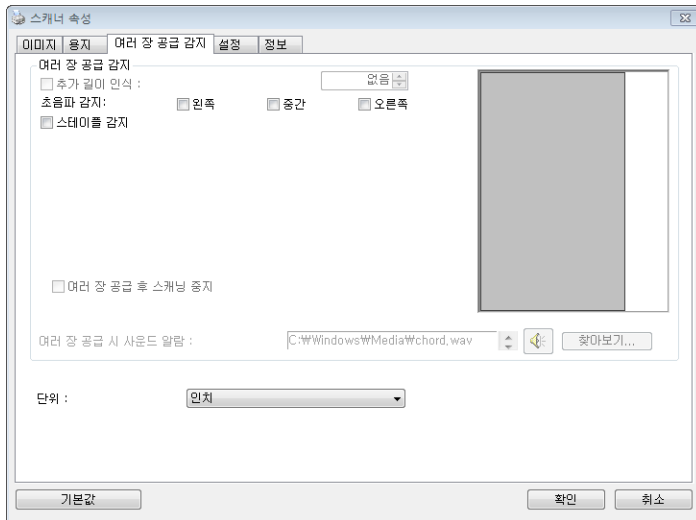 스캐너 속성
이미지 용지 여러 장 공급 감지 설정 정보
여러 장 공급 감지
추가 길이 인식 : 없음
초음파 감지: 왼쪽 중간 오른쪽
스테이플 감지
여러 장 공급 후 스캐닝 중지
여러 장 공급 시 사운드 알람 : C:₩Windows₩Media₩chord.wav 찾아보기...
단위 : 인치
기본값 확인 취소